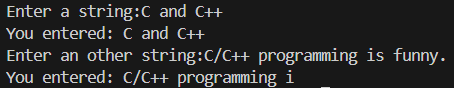 Enter a string:C and C++
You entered: C and C++
Enter an other string:C/C++ programming is funny.
You entered: C/C++ programming i